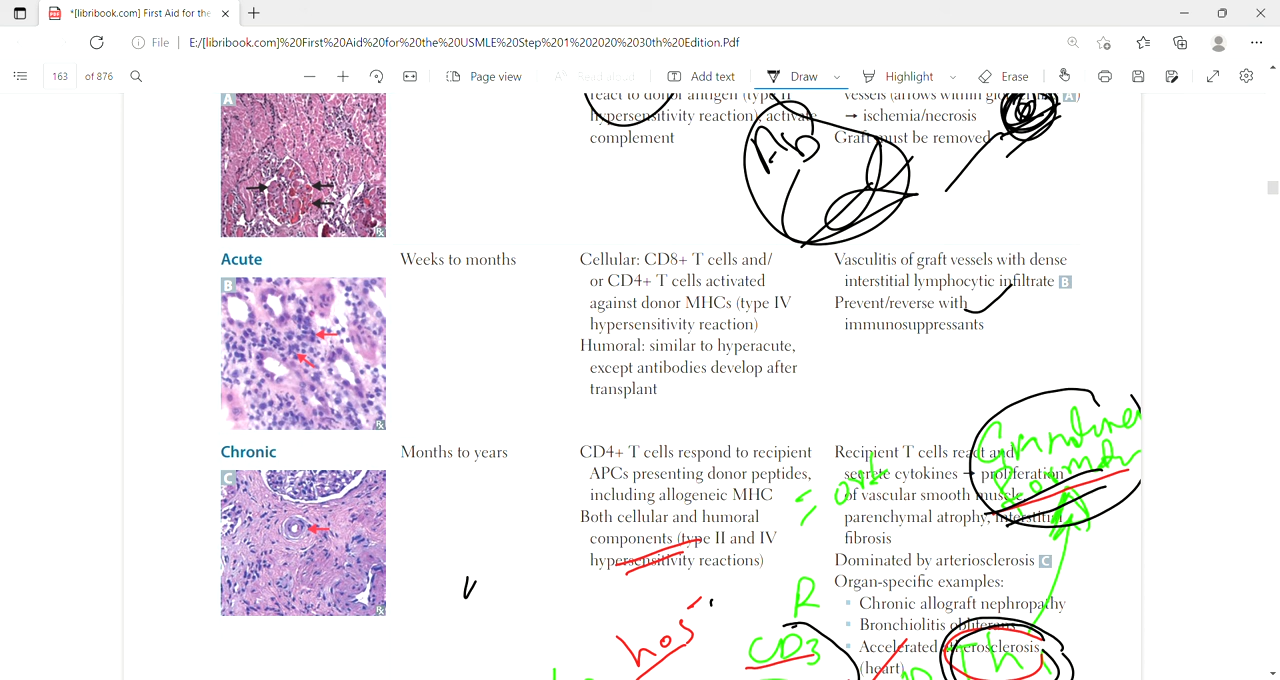 *[libribook.com] First Aid for the
File
E:/[libribook.com]%20First%20Aid%20for%20the%20USMLE%20Step%201%202020%2030th%20Edition.Pdf
163 of 876
Page view
Read aloud
Add text
Draw
Highlight
Erase
A
react to donor antigen (type II
hypersensitivity reaction), activate
complement
vessels (arrows within A)
→ ischemia/necrosis
Graft must be removed
Ab
Acute
Weeks to months
Cellular: CD8+ T cells and/
or CD4+ T cells activated
against donor MHCs (type IV
hypersensitivity reaction)
Humoral: similar to hyperacute,
except antibodies develop after
transplant
Vasculitis of graft vessels with dense
interstitial lymphocytic infiltrate B
Prevent/reverse with
immunosuppressants
B
Chronic
Months to years
CD4+ T cells respond to recipient
APCs presenting donor peptides,
including allogeneic MHC
Both cellular and humoral
components (type II and IV
hypersensitivity reactions)
Recipient T cells react and
secrete cytokines → proliferation
of vascular smooth muscle,
parenchymal atrophy, interstitial
fibrosis
Dominated by arteriosclerosis C
Organ-specific examples:
Chronic allograft nephropathy
Bronchiolitis obliterans
Accelerated atherosclerosis
(heart)
C
R
CD3
hos
Th1